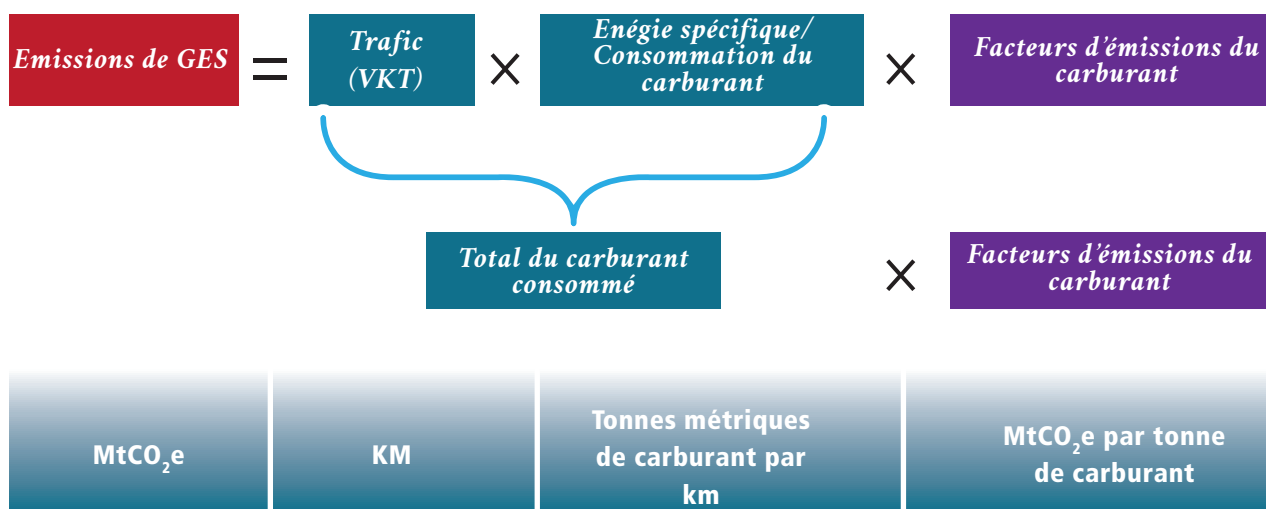 Emissions de GES
=
Trafic
(VKT)
×
Enégie spécifique/
Consommation du
carburant
×
Facteurs d'émissions du
carburant
Total du carburant
consommé
×
Facteurs d'émissions du
carburant
MtCO₂e
KM
Tonnes métriques
de carburant par
km
MtCO₂e par tonne
de carburant